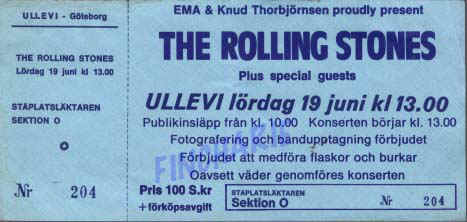 ULLEVI - Göteborg
THE ROLLING STONES
Lördag 19 juni kl 13.00
STÅPLATSLÄKTAREN
SEKTION O
O
Nr 204
EMA & Knud Thorbjörnsen proudly present
THE ROLLING STONES
Plus special guests
ULLEVI lördag 19 juni kl 13.00
Publikinsläpp från kl. 10.00 Konserten börjar kl 13.00
Fotografering och bandupptagning förbjudet
Förbjudet att medföra flaskor och burkar
Oavsett väder genomföres konserten
Pris 100 S.kr
+förköpsavgift
STÅPLATSLÄKTAREN
Sektion O
Nr 204